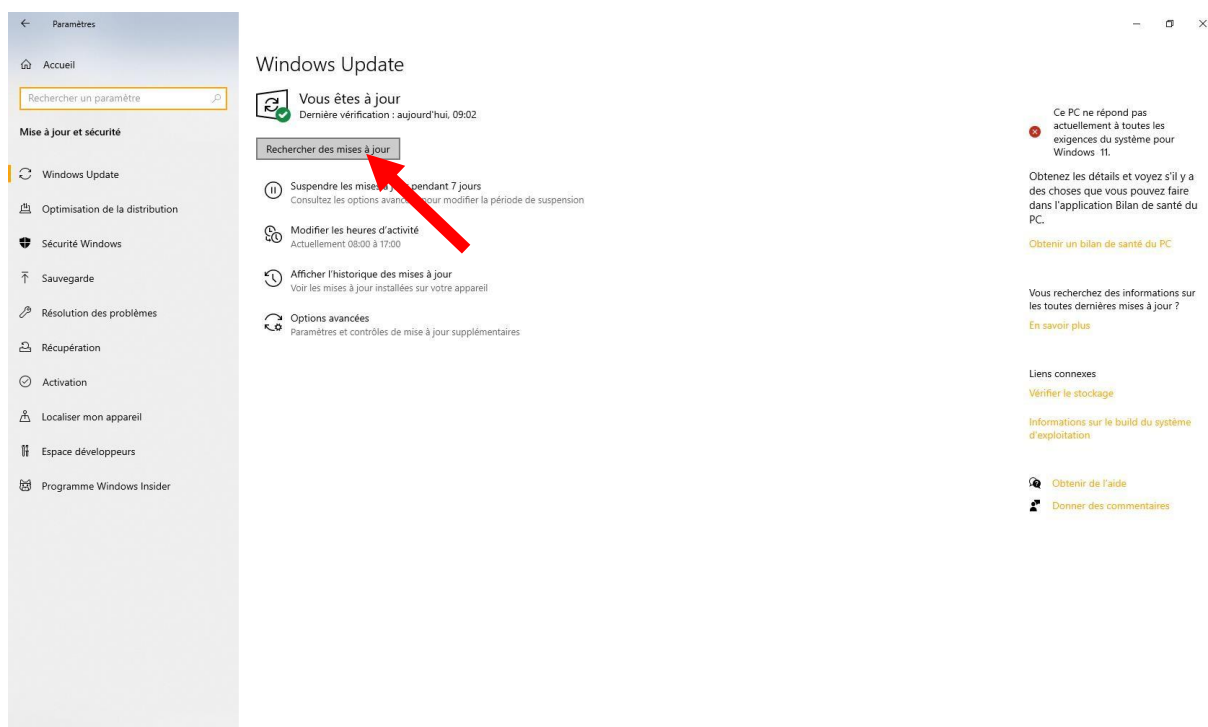 Paramètres
Accueil
Rechercher un paramètre
Mise à jour et sécurité
Windows Update
Optimisation de la distribution
Sécurité Windows
Sauvegarde
Résolution des problèmes
Récupération
Activation
Localiser mon appareil
Espace développeurs
Programme Windows Insider
Windows Update
Vous êtes à jour
Dernière vérification : aujourd'hui, 09:02
Rechercher des mises à jour
Suspendre les mises à jour pendant 7 jours
Consultez les options avancées pour modifier la période de suspension
Modifier les heures d'activité
Actuellement 08:00 à 17:00
Afficher l'historique des mises à jour
Voir les mises à jour installées sur votre appareil
Options avancées
Paramètres et contrôles de mise à jour supplémentaires
Ce PC ne répond pas
actuellement à toutes les
exigences du système pour
Windows 11.
Obtenez les détails et voyez s'il y a
des choses que vous pouvez faire
dans l'application Bilan de santé du
PC.
Obtenir un bilan de santé du PC
Vous recherchez des informations sur
les toutes dernières mises à jour ?
En savoir plus
Liens connexes
Vérifier le stockage
Informations sur le build du système
d'exploitation
Obtenir de l'aide
Donner des commentaires